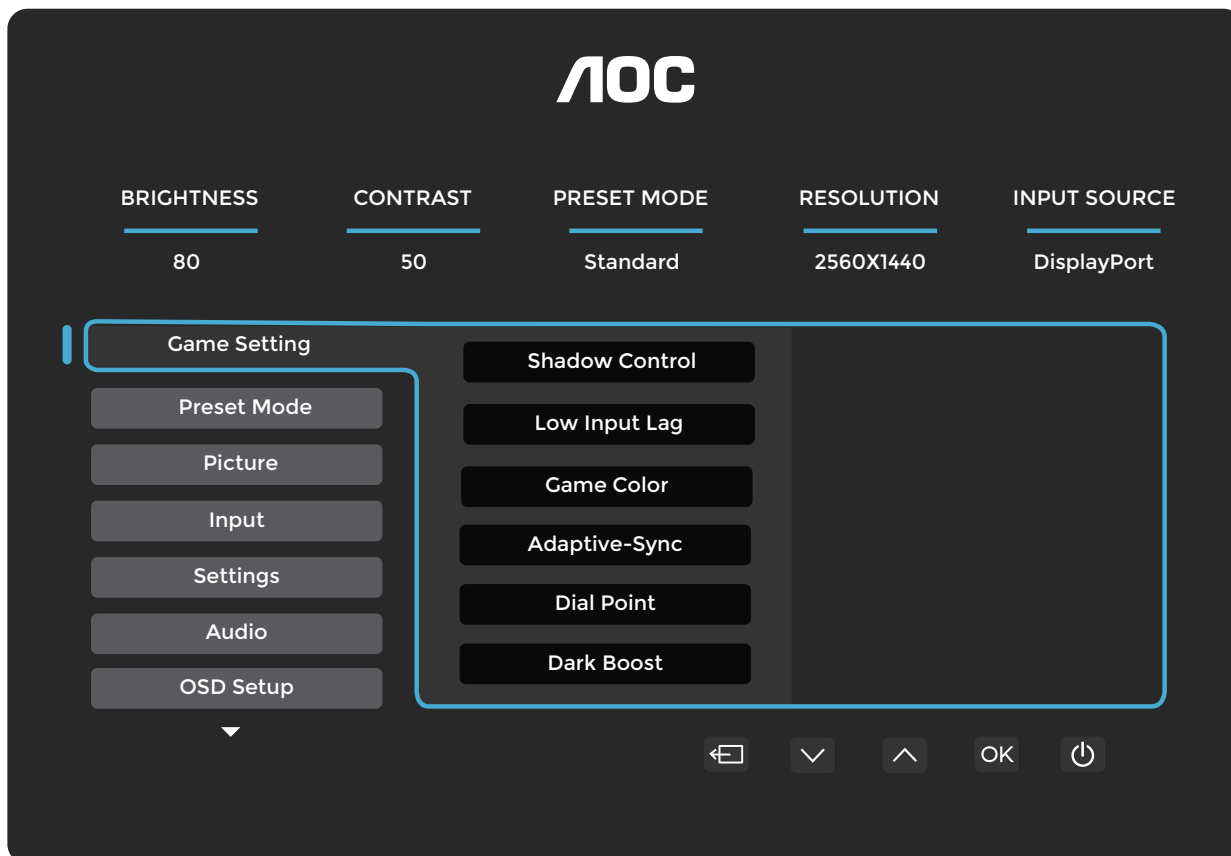 AOC
BRIGHTNESS CONTRAST PRESET MODE RESOLUTION INPUT SOURCE
80 50 Standard 2560X1440 DisplayPort
Game Setting
Preset Mode
Picture
Input
Settings
Audio
OSD Setup
Shadow Control
Low Input Lag
Game Color
Adaptive-Sync
Dial Point
Dark Boost
OK